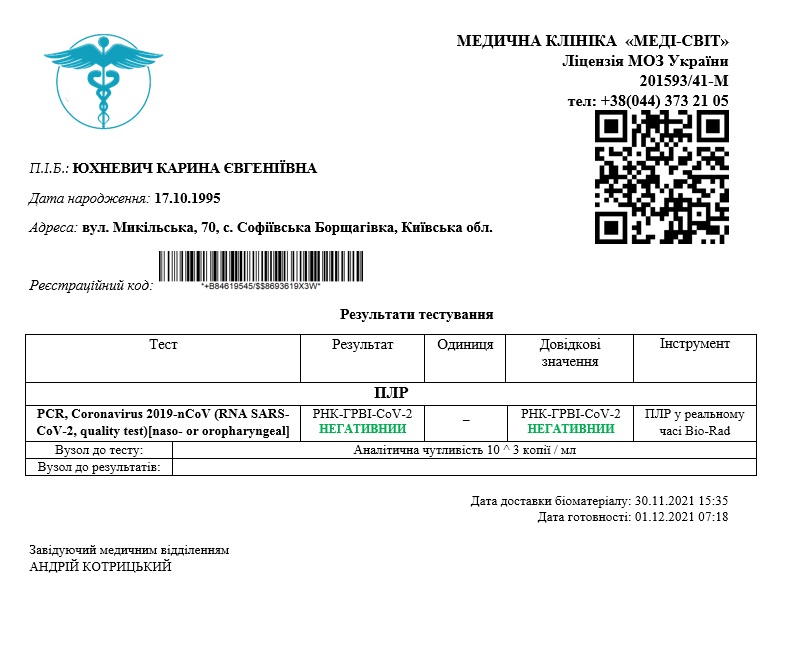 МЕДИЧНА КЛІНІКА «МЕДІ-СВІТ»
Ліцензія МОЗ України
201593/41-М
тел: +38(044) 373 21 05
П.І.Б.: ЮХНЕВИЧ КАРИНА ЄВГЕНІЇВНА
Дата народження: 17.10.1995
Адреса: вул. Микільська, 70, с. Софіївська Борщагівка, Київська обл.
Реєстраційний код:
*+B84619545/$$8693619X3W*
Результати тестування
Тест Результат Одиниця Довідкові значення Інструмент
ПЛР
PCR, Coronavirus 2019-nCoV (RNA SARS- РНК-ГРВІ-CoV-2 – РНК-ГРВІ-CoV-2 ПЛР у реальному
CoV-2, quality test)[naso- or oropharyngeal] НЕГАТИВНИИ НЕГАТИВНИИ часі Bio-Rad
Вузол до тесту: Аналітична чутливість 10 ^ 3 копії / мл
Вузол до результатів:
Дата доставки біоматеріалу: 30.11.2021 15:35
Дата готовності: 01.12.2021 07:18
Завідуючий медичним відділенням
АНДРІЙ КОТРИЦЬКИЙ